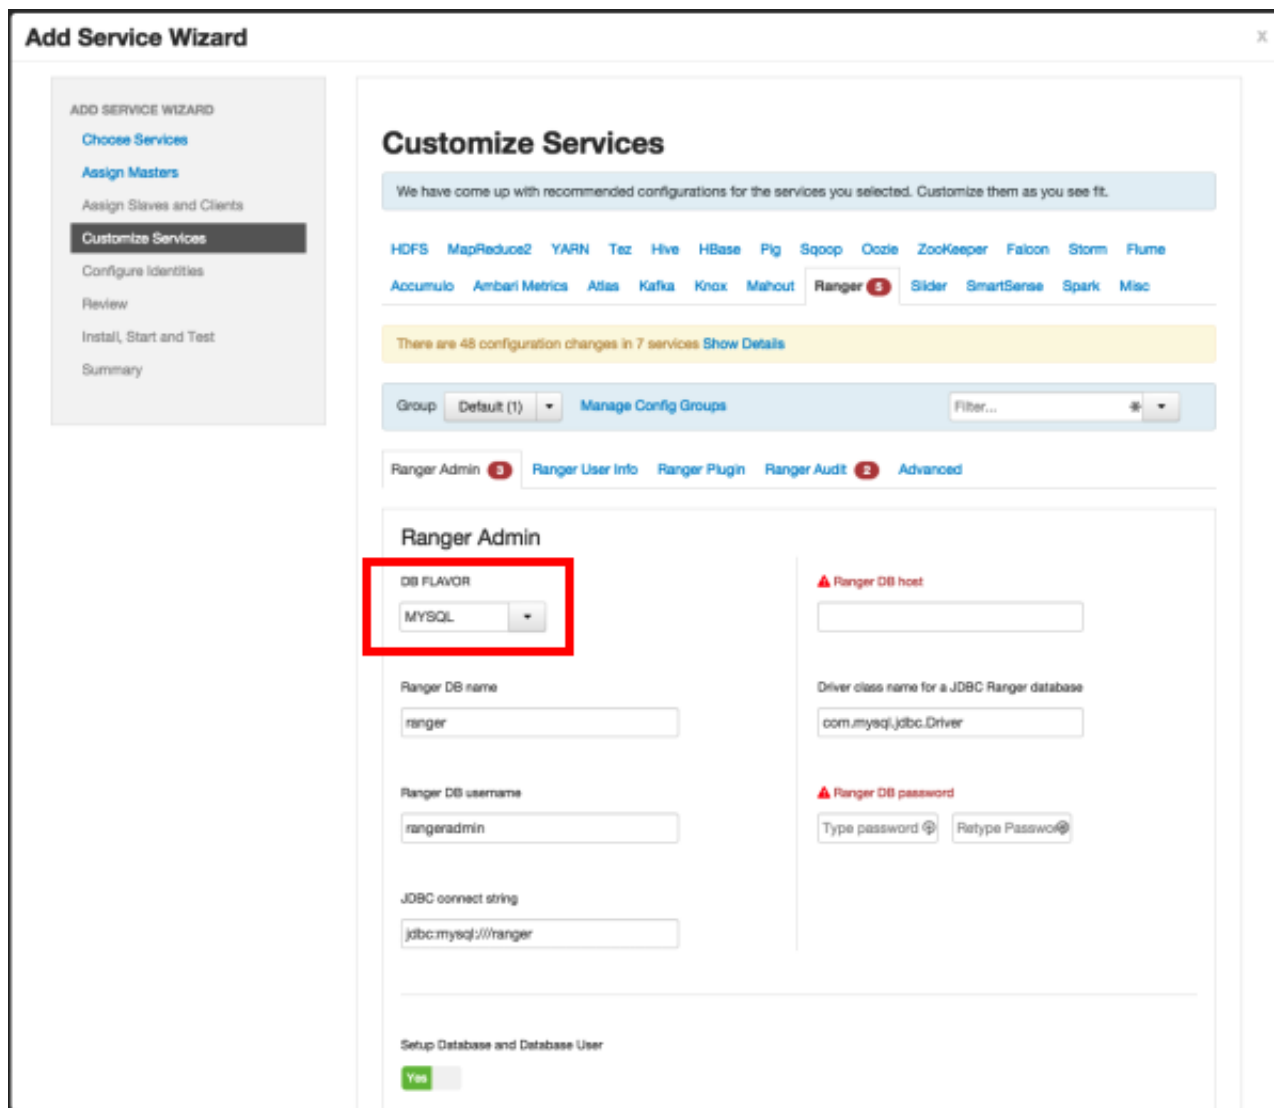 Add Service Wizard
x
ADD SERVICE WIZARD
Choose Services
Assign Masters
Assign Slaves and Clients
Customize Services
Configure Identities
Review
Install, Start and Test
Summary
Customize Services
We have come up with recommended configurations for the services you selected. Customize them as you see fit.
HDFS MapReduce2 YARN Tez Hive HBase Pig Sqoop Oozie ZooKeeper Falcon Storm Flume
Accumulo Ambari Metrics Atlas Kafka Knox Mahout Ranger 5 Slider SmartSense Spark Misc
There are 48 configuration changes in 7 services Show Details
Group Default (1) Manage Config Groups Filter...
Ranger Admin 3 Ranger User Info Ranger Plugin Ranger Audit 2 Advanced
Ranger Admin
DB FLAVOR
MYSQL
Ranger DB host
Ranger DB name
ranger
Driver class name for a JDBC Ranger database
com.mysql.jdbc.Driver
Ranger DB username
rangeradmin
Ranger DB password
Type password Retype Passwor
JDBC connect string
jdbc:mysql:///ranger
Setup Database and Database User
Yes